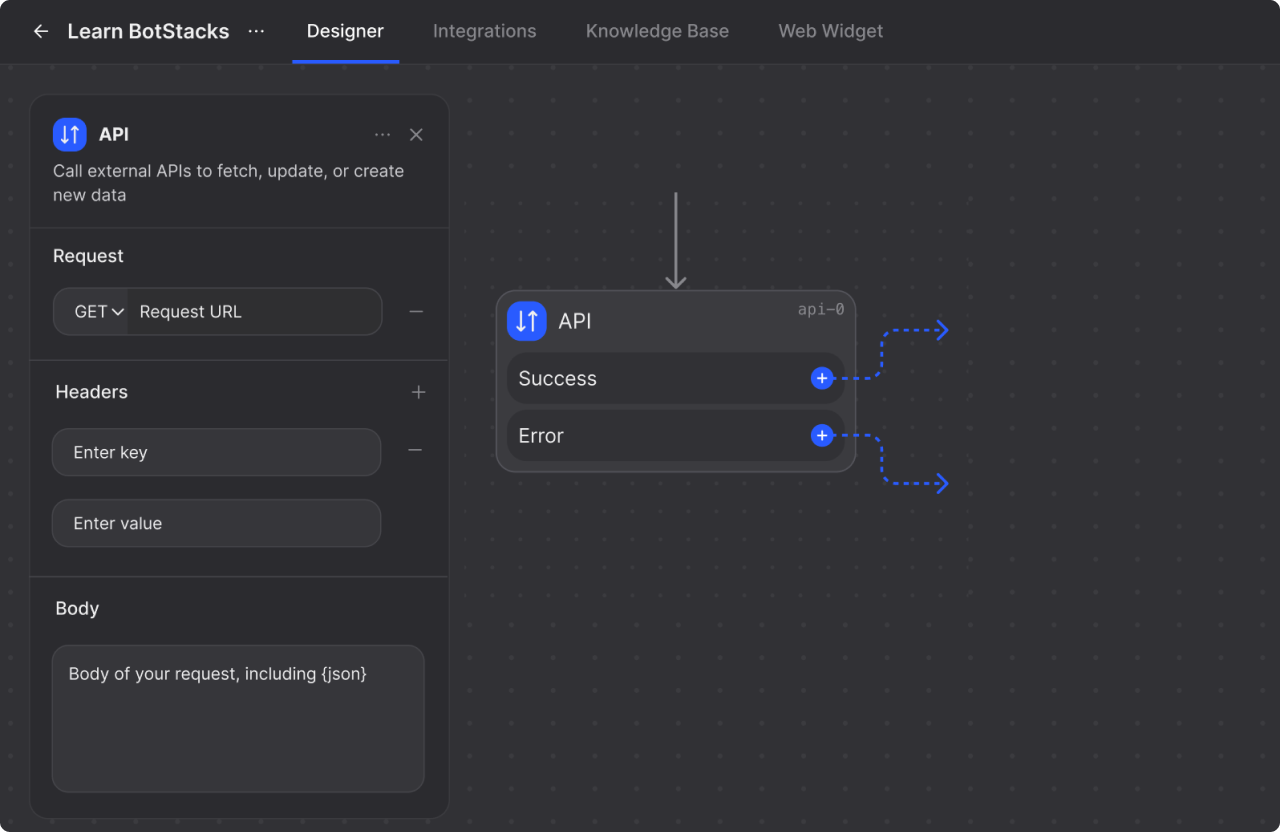 Learn BotStacks ... Designer Integrations Knowledge Base Web Widget
API
Call external APIs to fetch, update, or create
new data
Request
GET Request URL
Headers
Enter key
Enter value
Body
Body of your request, including {json}
API api-0
Success
Error